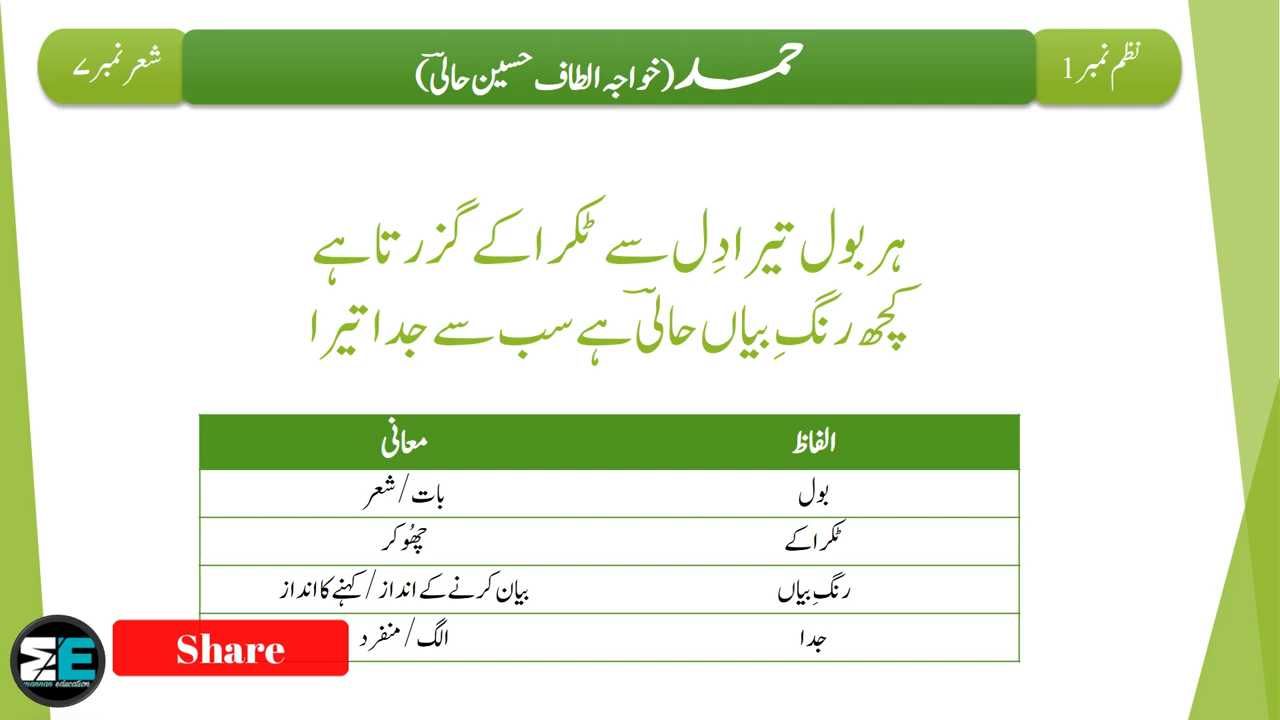 نظم نمبر 1
حمد (خواجہ الطاف حسین حالیؔ)
شعر نمبر ۷
ہر بول تیرا دِل سے ٹکرا کے گزرتا ہے
کچھ رنگِ بیاں حالیؔ ہے سب سے جدا تیرا
الفاظ معانی
بول بات/شعر
ٹکرا کے چھُو کر
رنگِ بیاں بیان کرنے کے انداز/کہنے کا انداز
جدا الگ/منفرد
Share
mannan education